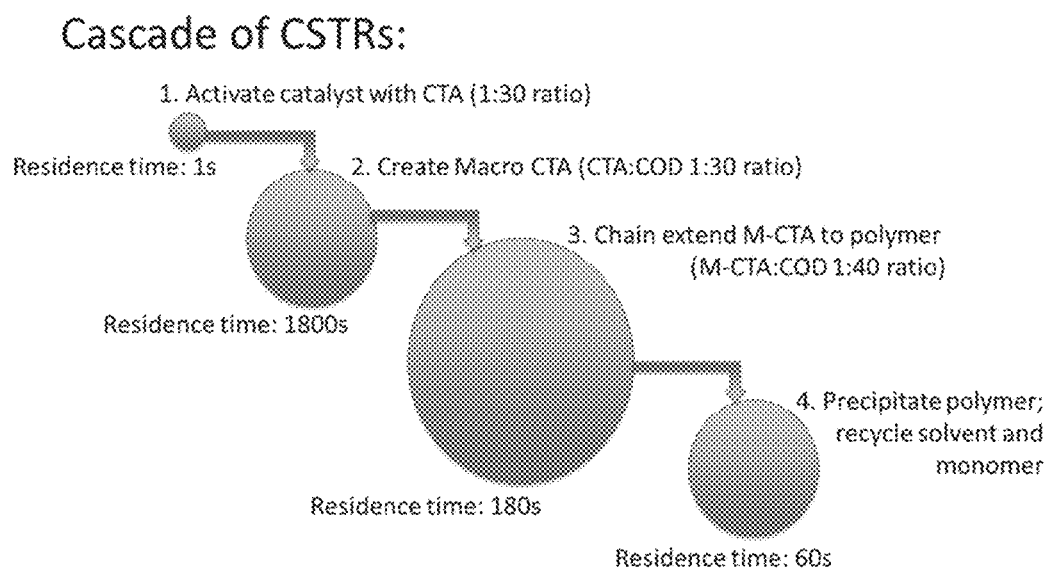 Cascade of CSTRs:
1. Activate catalyst with CTA (1:30 ratio)
Residence time: 1s
2. Create Macro CTA (CTA:COD 1:30 ratio)
Residence time: 1800s
3. Chain extend M-CTA to polymer
(M-CTA:COD 1:40 ratio)
Residence time: 180s
4. Precipitate polymer;
recycle solvent and
monomer
Residence time: 60s